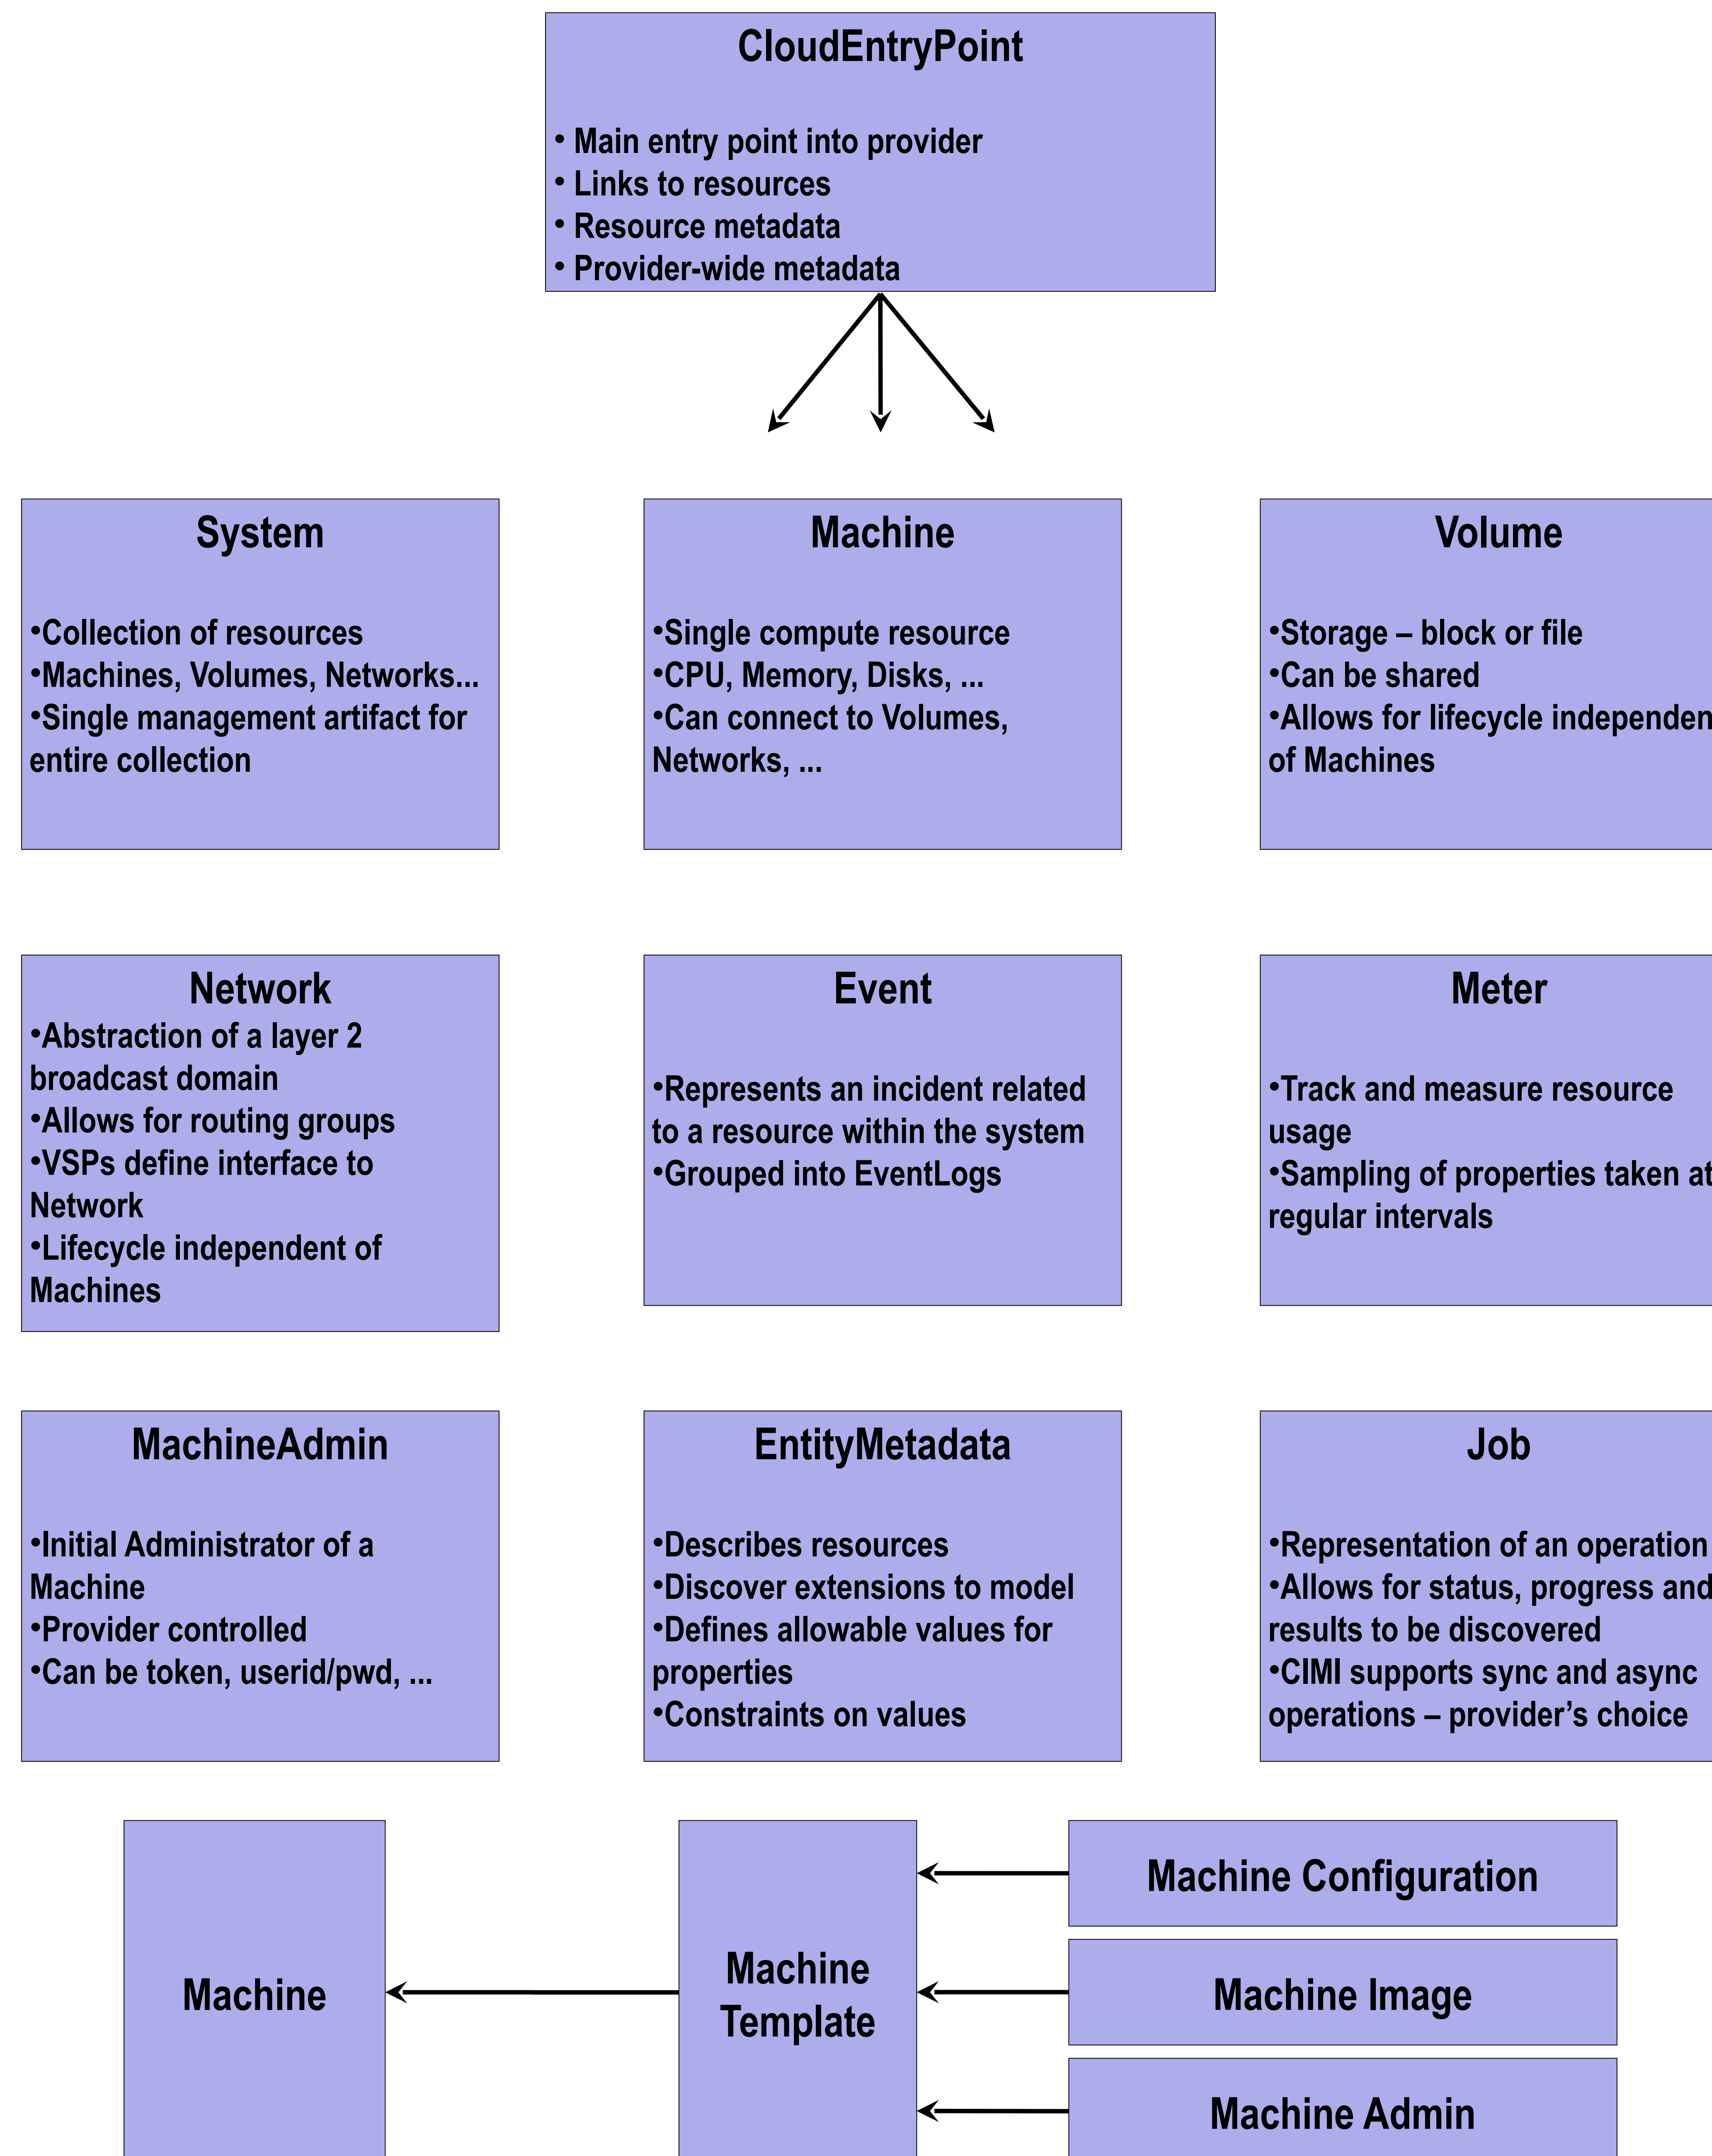 CloudEntryPoint
• Main entry point into provider
• Links to resources
• Resource metadata
• Provider-wide metadata
System
•Collection of resources
•Machines, Volumes, Networks...
•Single management artifact for
entire collection
Machine
•Single compute resource
•CPU, Memory, Disks, ...
•Can connect to Volumes,
Networks, ...
Volume
•Storage – block or file
•Can be shared
•Allows for lifecycle independen
of Machines
Network
•Abstraction of a layer 2
broadcast domain
•Allows for routing groups
•VSPs define interface to
Network
•Lifecycle independent of
Machines
Event
•Represents an incident related
to a resource within the system
•Grouped into EventLogs
Meter
•Track and measure resource
usage
•Sampling of properties taken at
regular intervals
MachineAdmin
•Initial Administrator of a
Machine
•Provider controlled
•Can be token, userid/pwd, ...
EntityMetadata
•Describes resources
•Discover extensions to model
•Defines allowable values for
properties
•Constraints on values
Job
•Representation of an operation
•Allows for status, progress and
results to be discovered
•CIMI supports sync and async
operations – provider’s choice
Machine
Machine
Template
Machine Configuration
Machine Image
Machine Admin